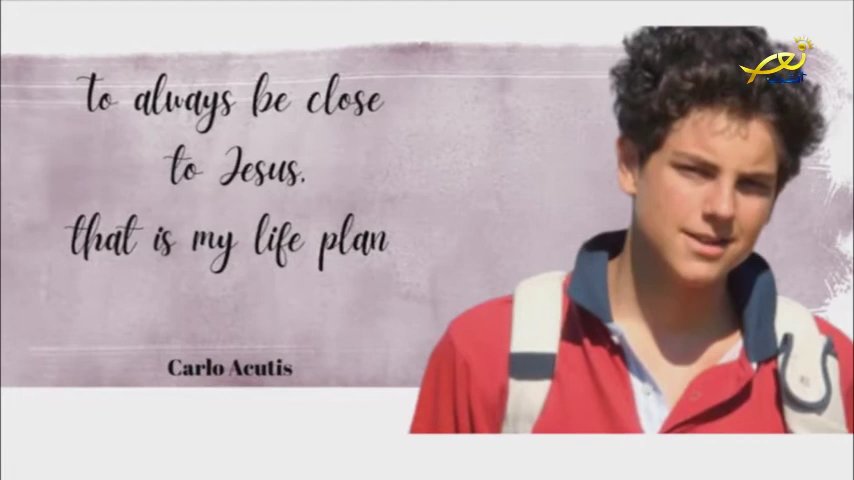 to always be close
to Jesus.
that is my life plan
Carlo Acutis